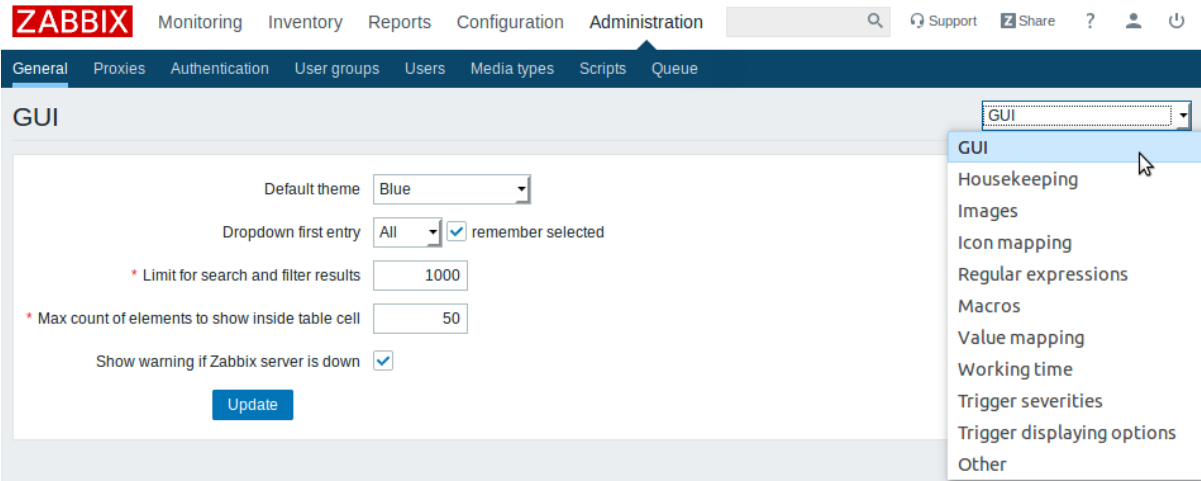 ZABBIX Monitoring Inventory Reports Configuration Administration Support Z Share ?
General Proxies Authentication User groups Users Media types Scripts Queue
GUI GUI
GUI
Housekeeping
Images
Icon mapping
Regular expressions
Macros
Value mapping
Working time
Trigger severities
Trigger displaying options
Other
Default theme Blue
Dropdown first entry All remember selected
* Limit for search and filter results 1000
* Max count of elements to show inside table cell 50
Show warning if Zabbix server is down
Update